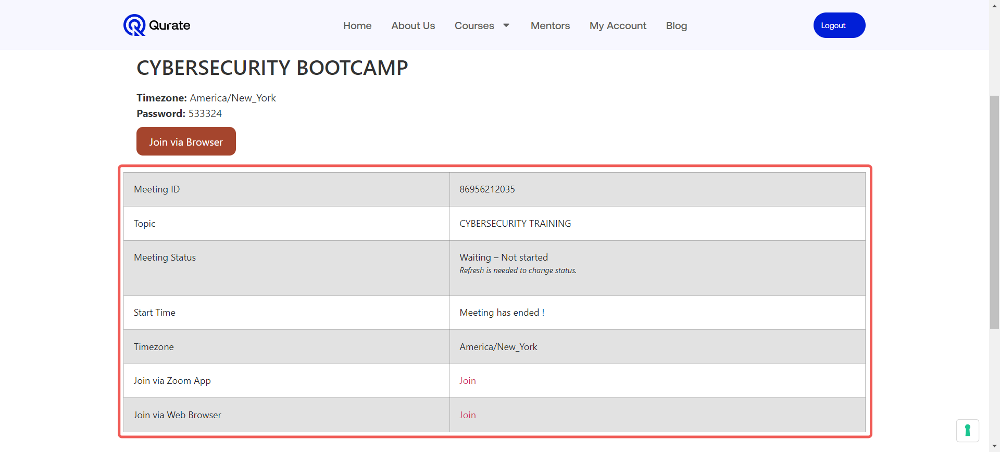 Qurate
Home About Us Courses Mentors My Account Blog
Logout
CYBERSECURITY BOOTCAMP
Timezone: America/New_York
Password: 533324
Join via Browser
Meeting ID 86956212035
Topic CYBERSECURITY TRAINING
Meeting Status Waiting – Not started
Refresh is needed to change status.
Start Time Meeting has ended !
Timezone America/New_York
Join via Zoom App Join
Join via Web Browser Join